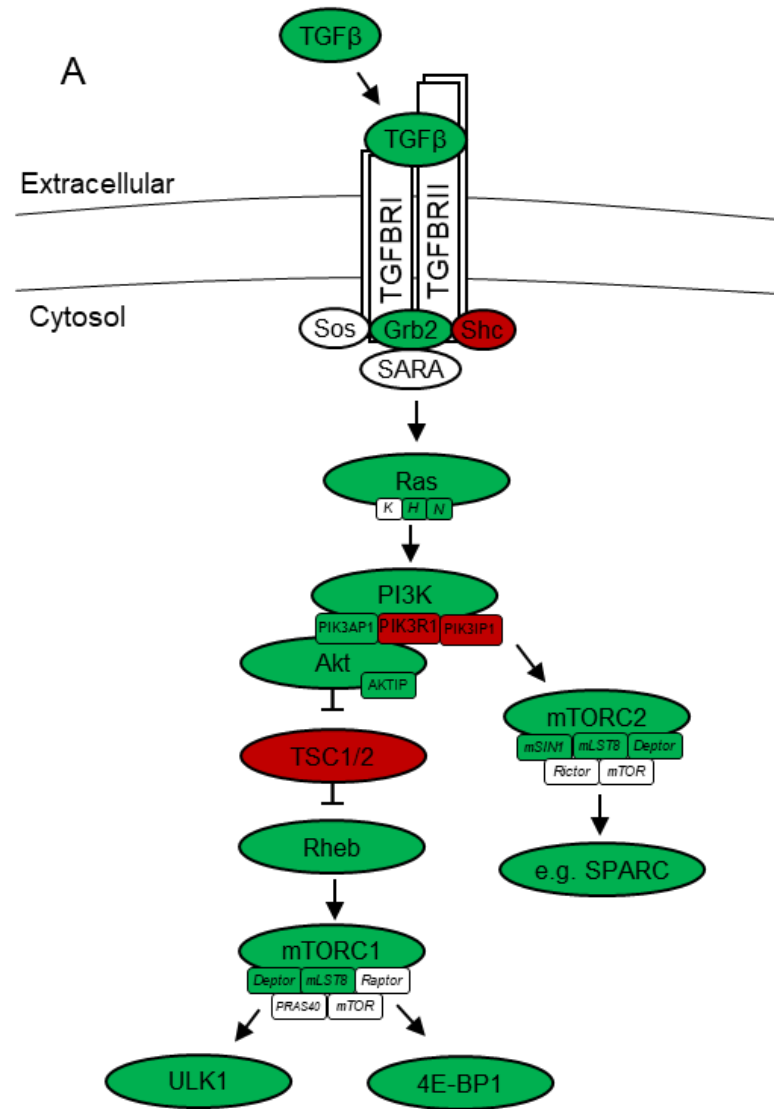 TGFβ
A
TGFβ
Extracellular
TGFBRI
TGFBRII
Cytosol
Sos
Grb2
Shc
SARA
Ras
K
H
N
PI3K
PIK3AP1
PIK3R1
PIK3IP1
Akt
AKTIP
mTORC2
mSIN1
mLST8
Deptor
Rictor
mTOR
TSC1/2
Rheb
e.g. SPARC
mTORC1
Deptor
mLST8
Raptor
PRAS40
mTOR
ULK1
4E-BP1